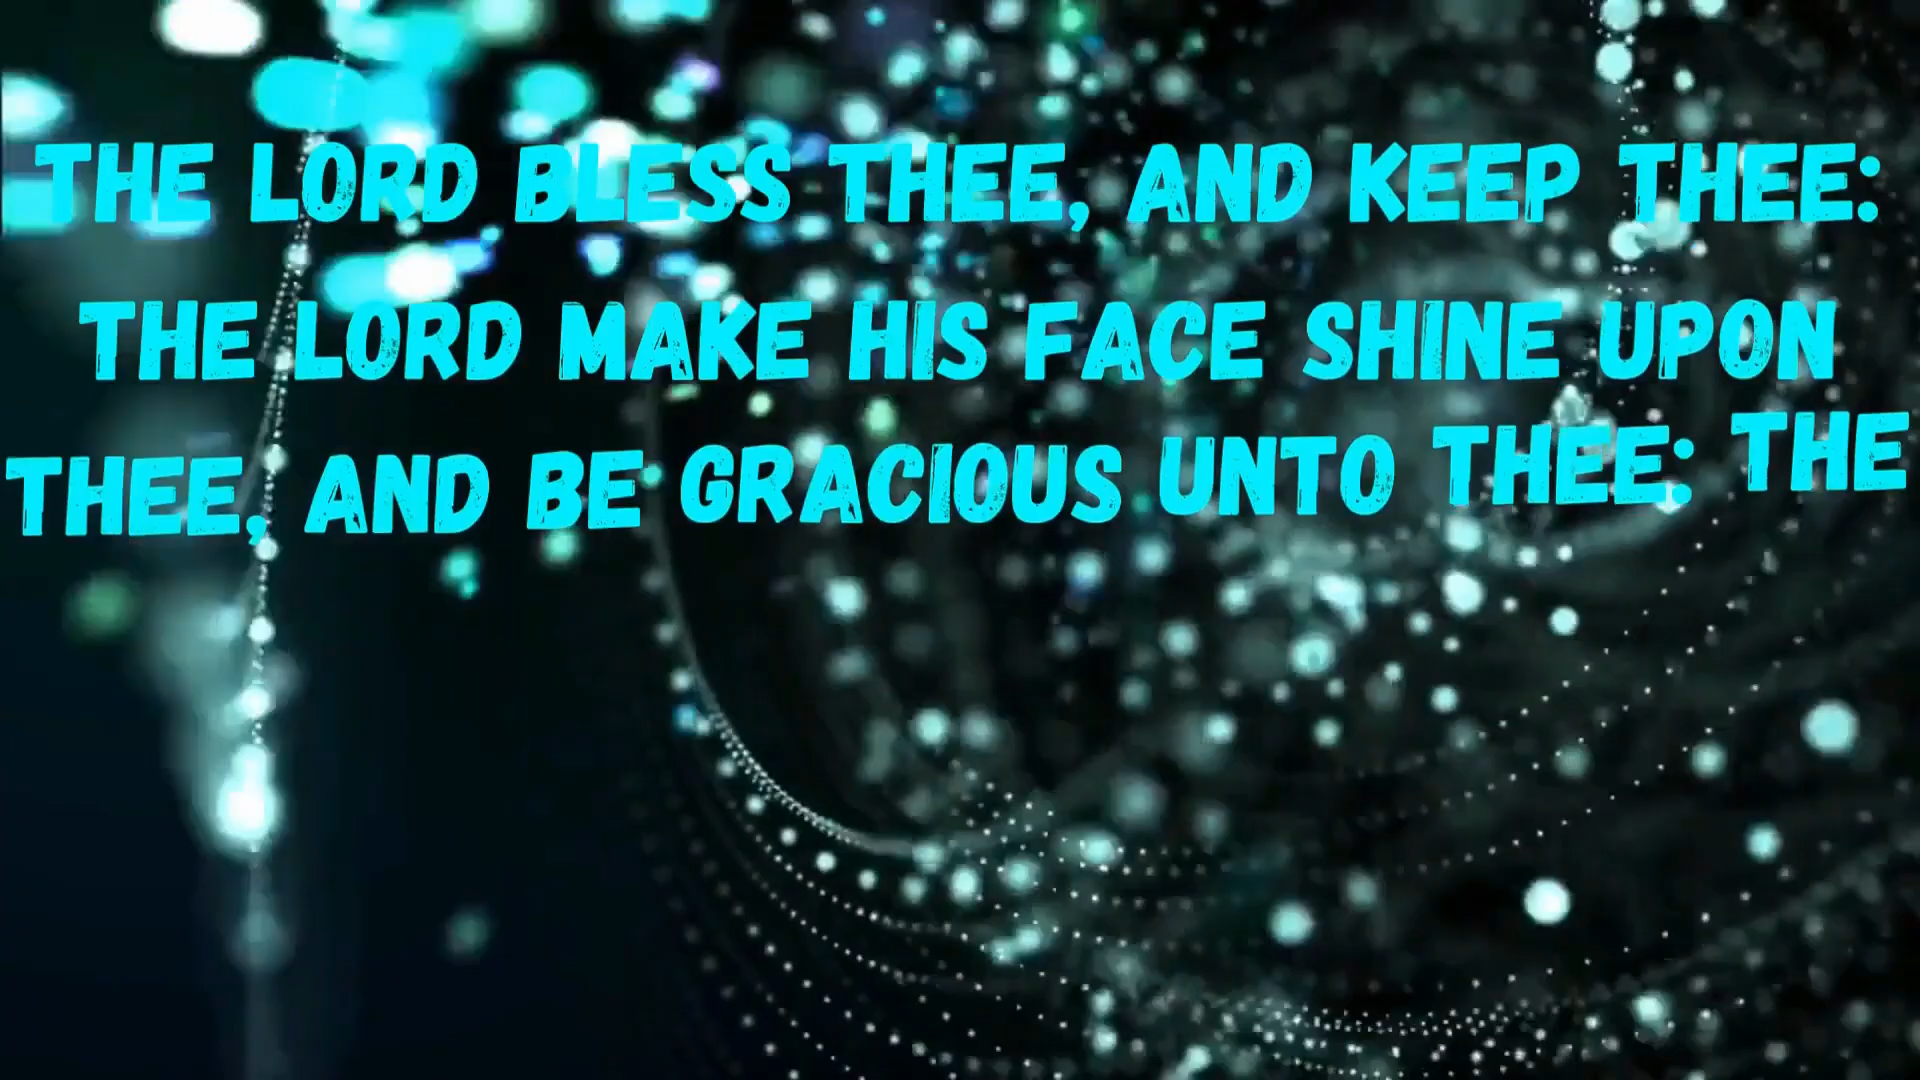 THE LORD BLESS THEE, AND KEEP THEE:
THE LORD MAKE HIS FACE SHINE UPON
THEE, AND BE GRACIOUS UNTO THEE: THE